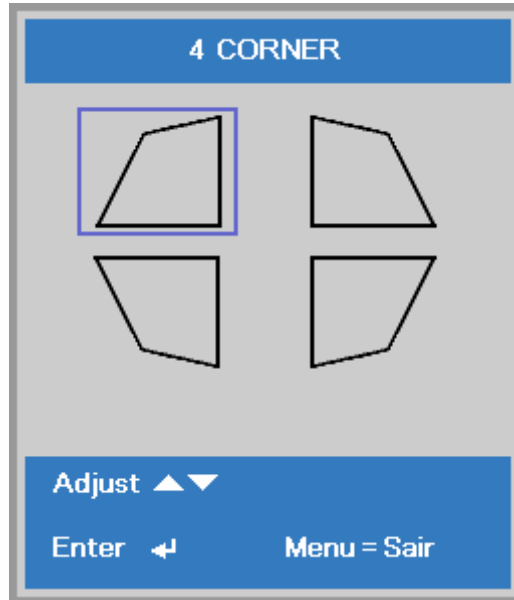 4 CORNER
Adjust ▲▼
Enter ↵ Menu = Sair